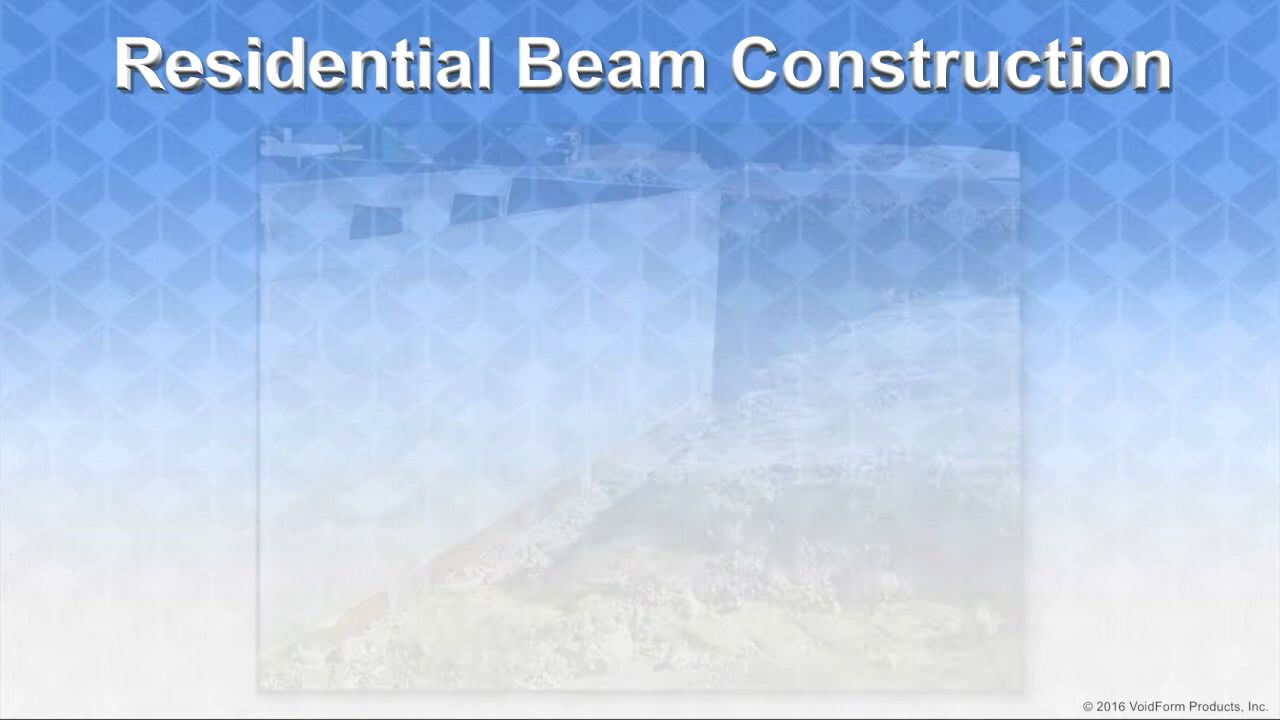 Residential Beam Construction
© 2016 VoidForm Products, Inc.